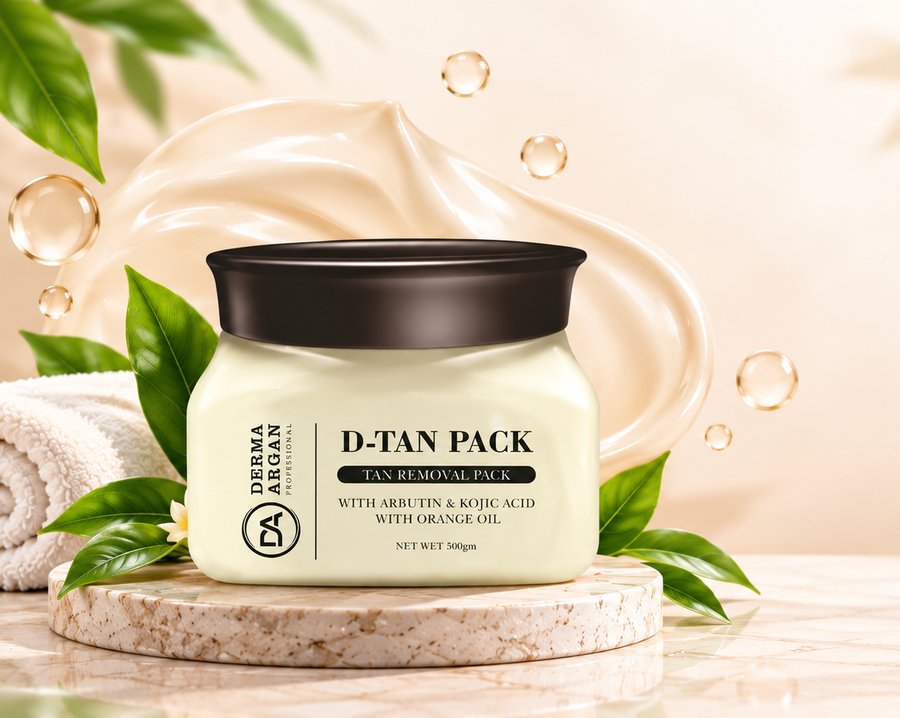 DERMA
ARGAN
PROFESSIONAL
DA
D-TAN PACK
TAN REMOVAL PACK
WITH ARBUTIN & KOJIC ACID
WITH ORANGE OIL
NET WET 500gm